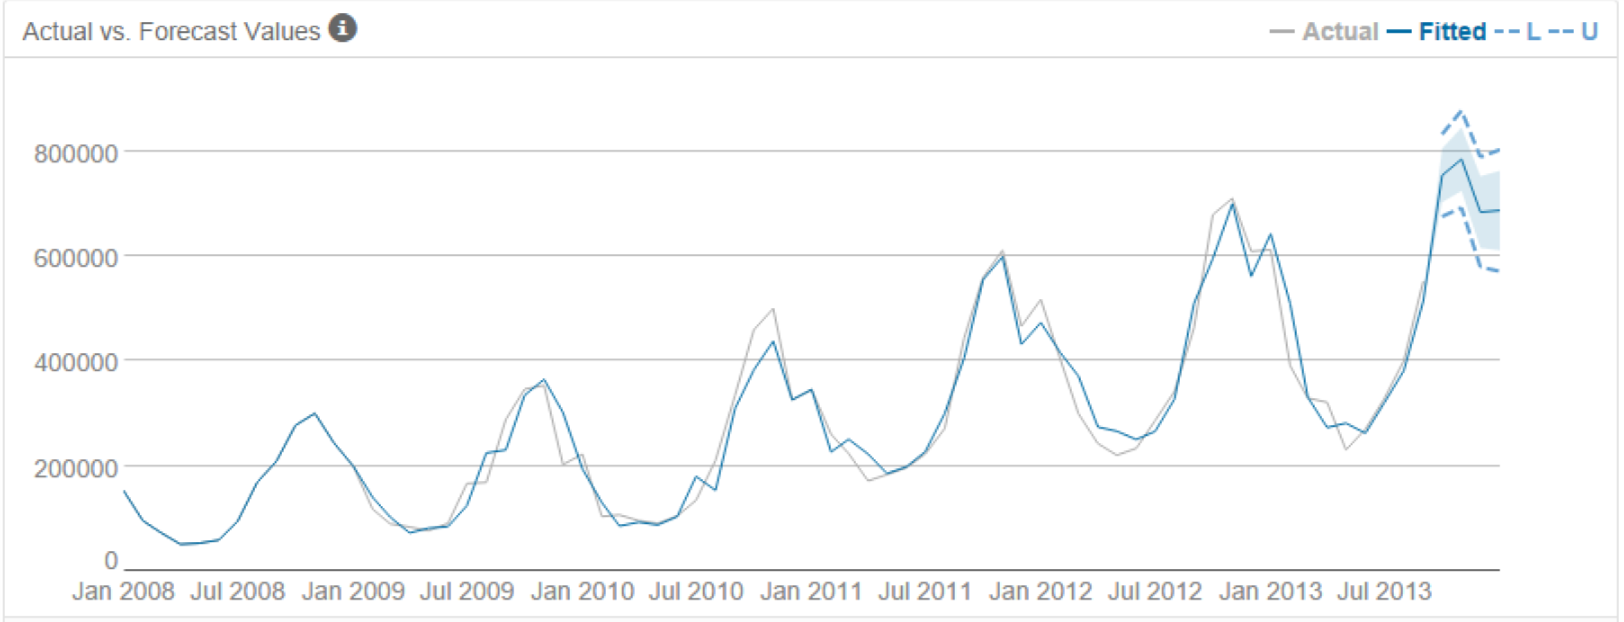 Actual vs. Forecast Values i
Actual Fitted L U
800000
600000
400000
200000
0
Jan 2008 Jul 2008 Jan 2009 Jul 2009 Jan 2010 Jul 2010 Jan 2011 Jul 2011 Jan 2012 Jul 2012 Jan 2013 Jul 2013